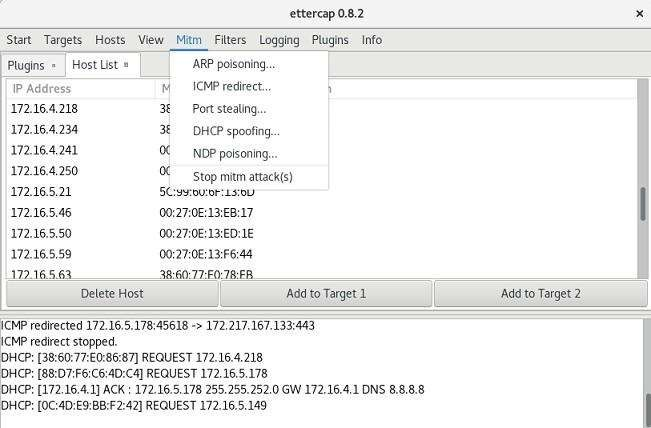 ettercap 0.8.2
Start Targets Hosts View Mitm Filters Logging Plugins Info
Plugins Host List
ARP poisoning...
ICMP redirect...
Port stealing...
DHCP spoofing...
NDP poisoning...
Stop mitm attack(s)
IP Address
172.16.4.218 38
172.16.4.234 38
172.16.4.241 00
172.16.4.250 00
172.16.5.21 5C:99:60:6F:13:6D
172.16.5.46 00:27:0E:13:EB:17
172.16.5.50 00:27:0E:13:ED:1E
172.16.5.59 00:27:0E:13:F6:44
172.16.5.63 38:60:77:E0:78:EB
Delete Host Add to Target 1 Add to Target 2
ICMP redirected 172.16.5.178:45618 -> 172.217.167.133:443
ICMP redirect stopped.
DHCP: [38:60:77:E0:86:87] REQUEST 172.16.4.218
DHCP: [88:D7:F6:C6:4D:C4] REQUEST 172.16.5.178
DHCP: [172.16.4.1] ACK : 172.16.5.178 255.255.252.0 GW 172.16.4.1 DNS 8.8.8.8
DHCP: [0C:4D:E9:BB:F2:42] REQUEST 172.16.5.149